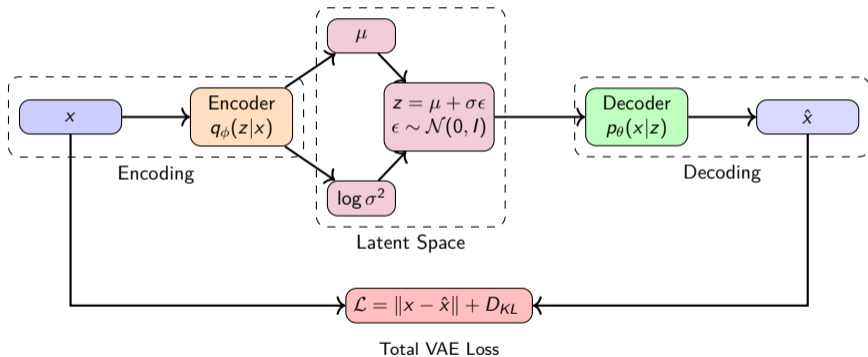 μ
x
Encoder
q_ϕ(z|x)
z = μ + σϵ
ϵ ∼ 𝒩(0, I)
Decoder
p_θ(x|z)
x̂
Encoding
Decoding
log σ²
Latent Space
ℒ = ‖x − x̂‖ + D_KL
Total VAE Loss